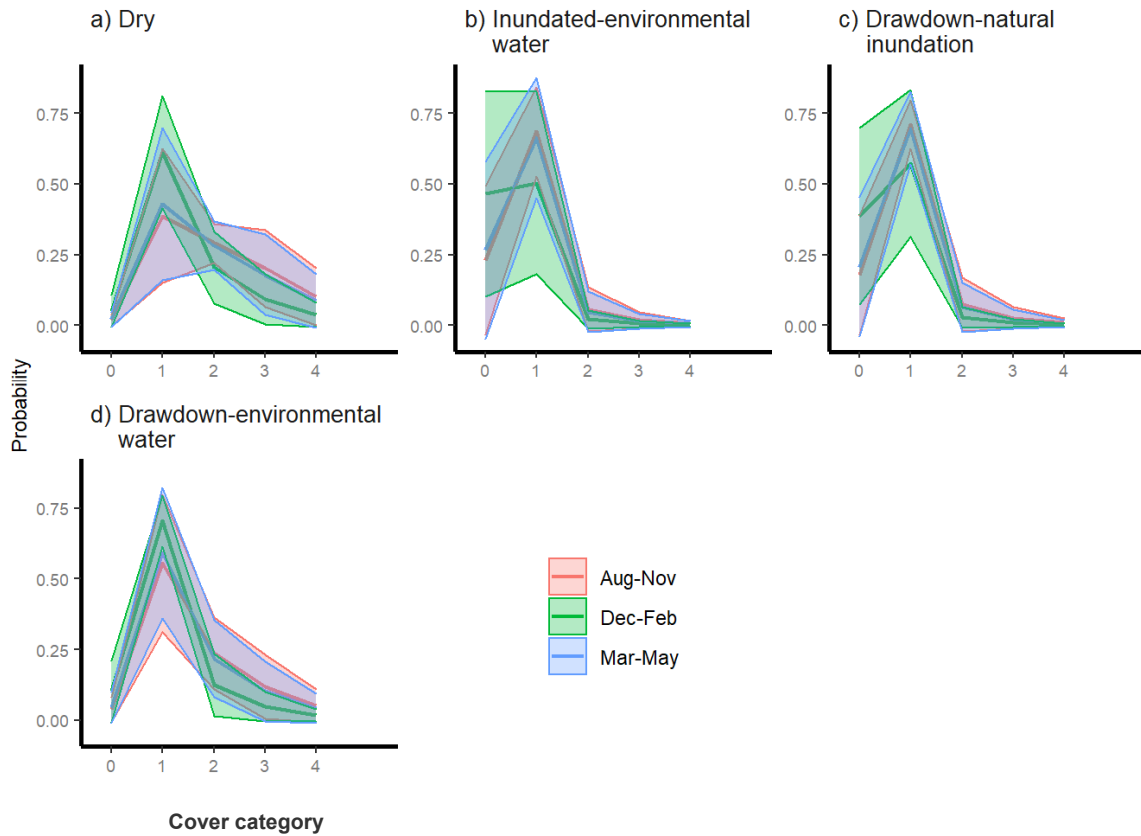 a) Dry
b) Inundated-environmental
water
c) Drawdown-natural
inundation
0.75
0.50
0.25
0.00
0 1 2 3 4
0.75
0.50
0.25
0.00
0 1 2 3 4
0.75
0.50
0.25
0.00
0 1 2 3 4
Probability
d) Drawdown-environmental
water
0.75
0.50
0.25
0.00
0 1 2 3 4
Aug-Nov
Dec-Feb
Mar-May
Cover category